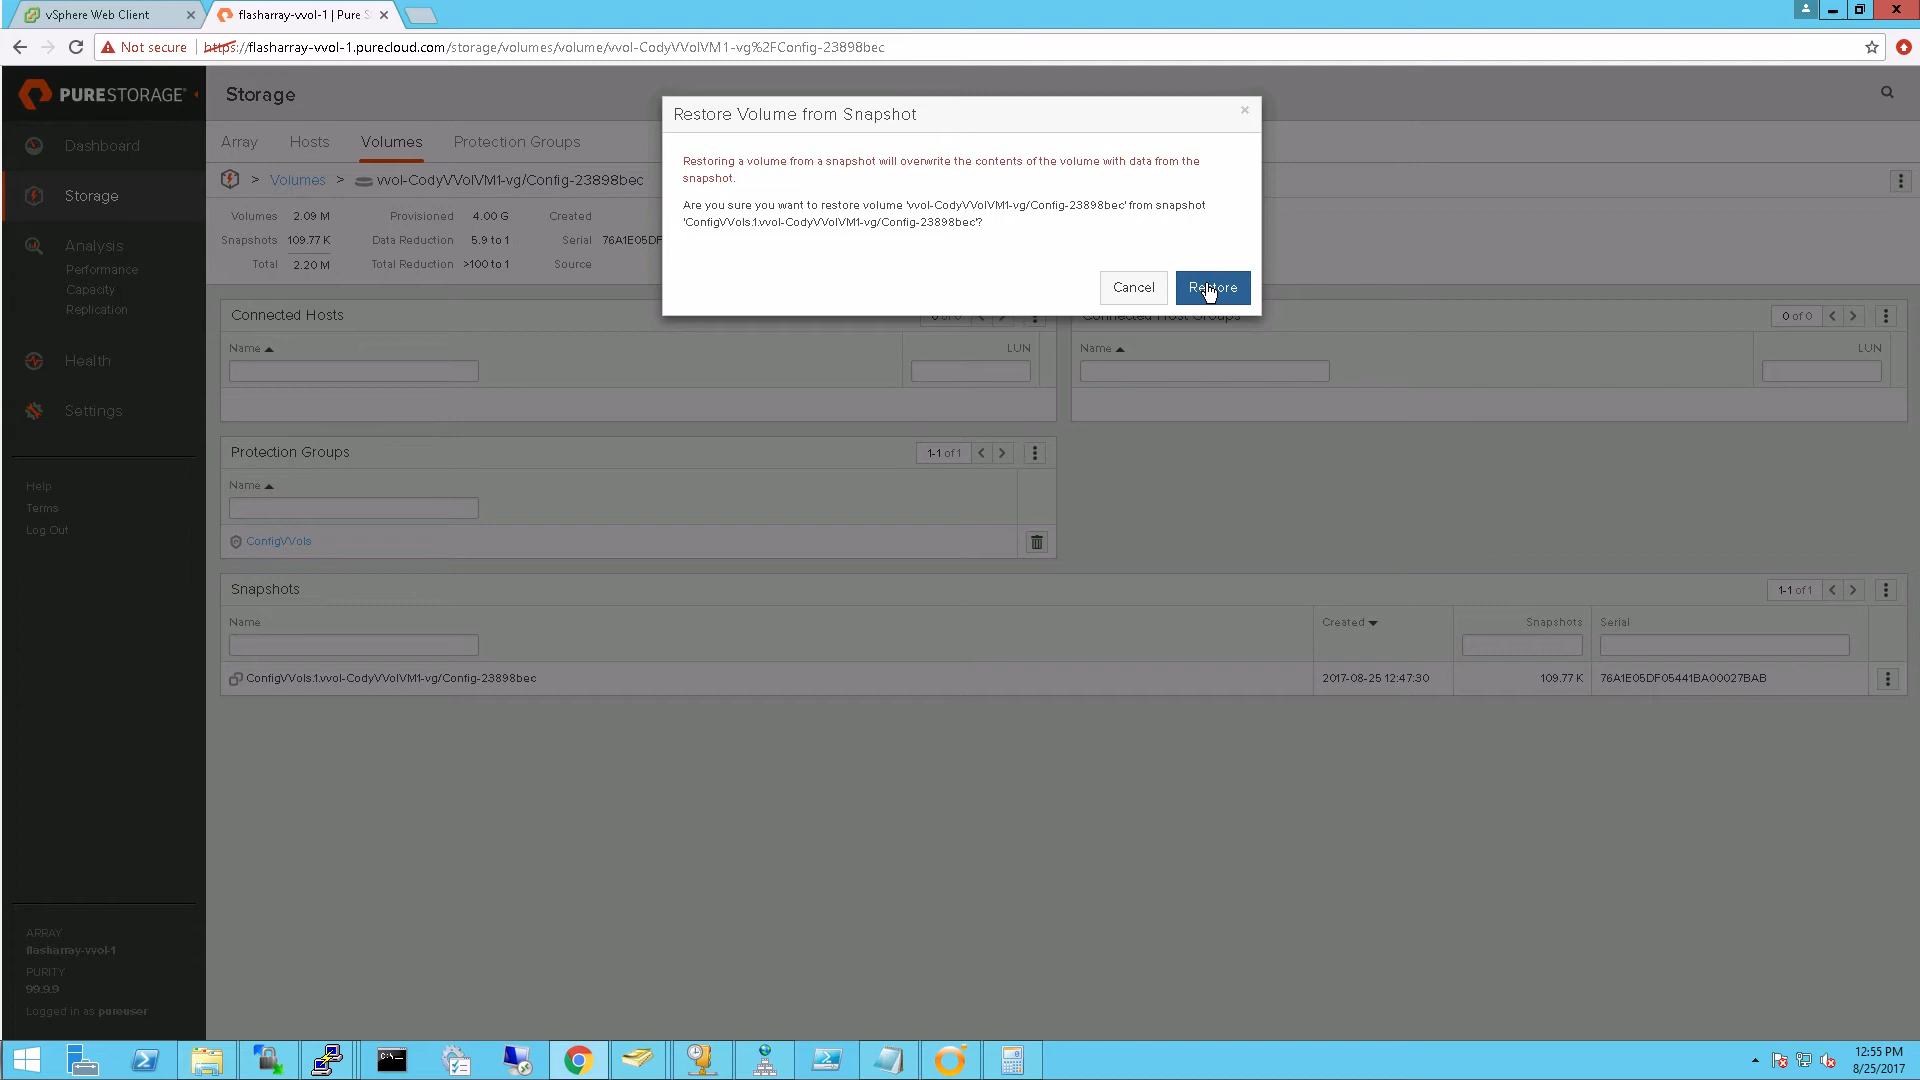 vSphere Web Client
flasharray-vvol-1 | Pure S
Not secure
https://flasharray-vvol-1.purecloud.com/storage/volumes/volume/vvol-CodyVVolVM1-vg%2FConfig-23898bec
PURESTORAGE®
Storage
Dashboard
Storage
Analysis
Performance
Capacity
Replication
Health
Settings
Help
Terms
Log Out
ARRAY
flasharray-vvol-1
PURITY
99.9.9
Logged in as pureuser
Array
Hosts
Volumes
Protection Groups
> Volumes > vvol-CodyVVolVM1-vg/Config-23898bec
Volumes 2.09 M Provisioned 4.00 G Created
Snapshots 109.77 K Data Reduction 5.9 to 1 Serial 76A1E05DF
Total 2.20 M Total Reduction >100 to 1 Source
Restore Volume from Snapshot
Restoring a volume from a snapshot will overwrite the contents of the volume with data from the
snapshot.
Are you sure you want to restore volume 'vvol-CodyVVolVM1-vg/Config-23898bec' from snapshot
'ConfigVVols.1.vvol-CodyVVolVM1-vg/Config-23898bec'?
Cancel
Restore
Connected Hosts
0 of 0
Name
LUN
Connected Host Groups
0 of 0
Name
LUN
Protection Groups
1-1 of 1
Name
ConfigVVols
Snapshots
1-1 of 1
Name
Created
Snapshots
Serial
ConfigVVols.1.vvol-CodyVVolVM1-vg/Config-23898bec
2017-08-25 12:47:30
109.77 K
76A1E05DF05441BA00027BAB
12:55 PM
8/25/2017